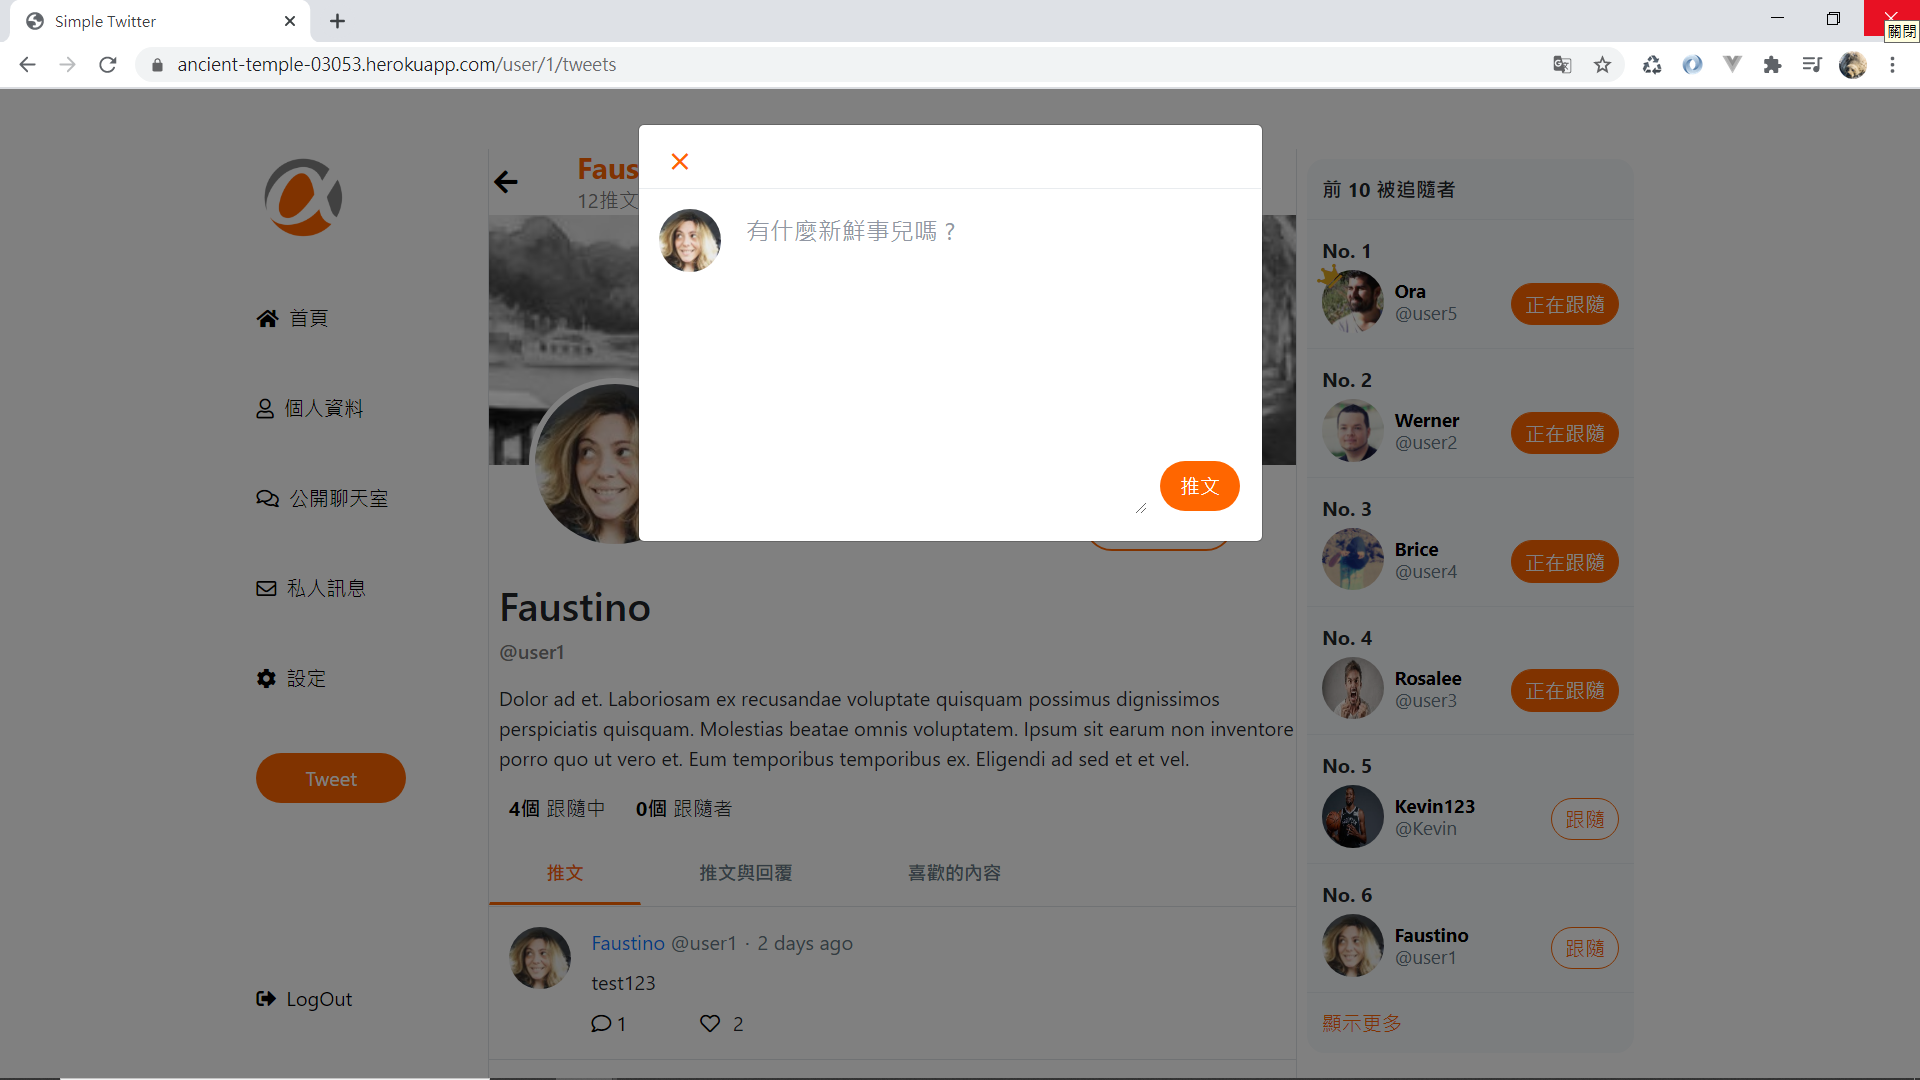 Simple Twitter
關閉
ancient-temple-03053.herokuapp.com/user/1/tweets
首頁
個人資料
公開聊天室
私人訊息
設定
Tweet
LogOut
Faus
12推文
有什麼新鮮事兒嗎？
推文
Faustino
@user1
Dolor ad et. Laboriosam ex recusandae voluptate quisquam possimus dignissimos
perspiciatis quisquam. Molestias beatae omnis voluptatem. Ipsum sit earum non inventore
porro quo ut vero et. Eum temporibus temporibus ex. Eligendi ad sed et et vel.
4個 跟隨中 0個 跟隨者
推文 推文與回覆 喜歡的內容
Faustino @user1 · 2 days ago
test123
1 2
前 10 被追隨者
No. 1
Ora
@user5
正在跟隨
No. 2
Werner
@user2
正在跟隨
No. 3
Brice
@user4
正在跟隨
No. 4
Rosalee
@user3
正在跟隨
No. 5
Kevin123
@Kevin
跟隨
No. 6
Faustino
@user1
跟隨
顯示更多